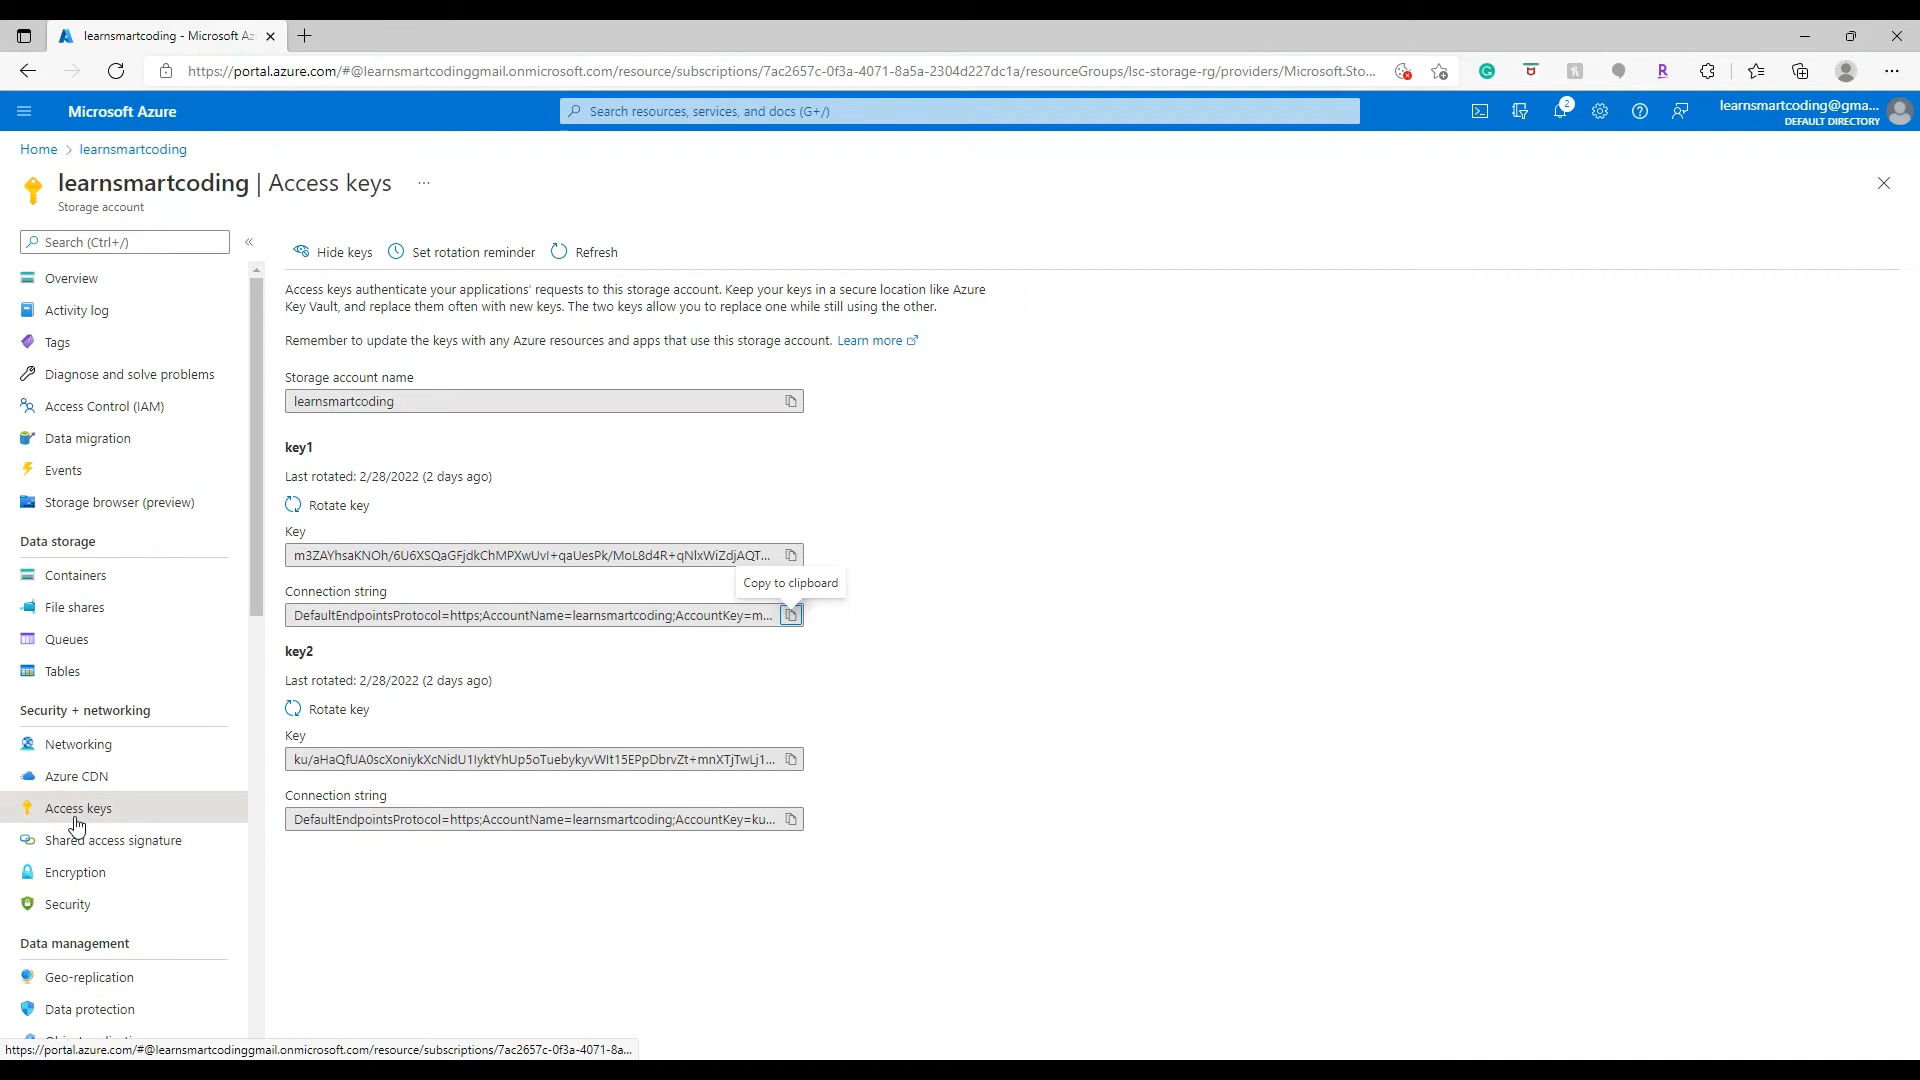 learnsmartcoding - Microsoft Az
https://portal.azure.com/#@learnsmartcodinggmail.onmicrosoft.com/resource/subscriptions/7ac2657c-0f3a-4071-8a5a-2304d227dc1a/resourceGroups/lsc-storage-rg/providers/Microsoft.Sto...
Microsoft Azure
Search resources, services, and docs (G+/)
2
learnsmartcoding@gma...
DEFAULT DIRECTORY
Home > learnsmartcoding
learnsmartcoding | Access keys ...
Storage account
Search (Ctrl+/)
«
Hide keys
Set rotation reminder
Refresh
Overview
Activity log
Tags
Diagnose and solve problems
Access Control (IAM)
Data migration
Events
Storage browser (preview)
Data storage
Containers
File shares
Queues
Tables
Security + networking
Networking
Azure CDN
Access keys
Shared access signature
Encryption
Security
Data management
Geo-replication
Data protection
Access keys authenticate your applications' requests to this storage account. Keep your keys in a secure location like Azure
Key Vault, and replace them often with new keys. The two keys allow you to replace one while still using the other.
Remember to update the keys with any Azure resources and apps that use this storage account. Learn more
Storage account name
learnsmartcoding
key1
Last rotated: 2/28/2022 (2 days ago)
Rotate key
Key
m3ZAYhsaKNOh/6U6XSQaGFjdkChMPXwUvI+qaUesPk/MoL8d4R+qNlxWiZdjAQT...
Copy to clipboard
Connection string
DefaultEndpointsProtocol=https;AccountName=learnsmartcoding;AccountKey=m...
key2
Last rotated: 2/28/2022 (2 days ago)
Rotate key
Key
ku/aHaQfUA0scXoniykXcNidU1IyktYhUp5oTuebykyvWIt15EPpDbrvZt+mnXTjTwLj1...
Connection string
DefaultEndpointsProtocol=https;AccountName=learnsmartcoding;AccountKey=ku...
https://portal.azure.com/#@learnsmartcodinggmail.onmicrosoft.com/resource/subscriptions/7ac2657c-0f3a-4071-8a...